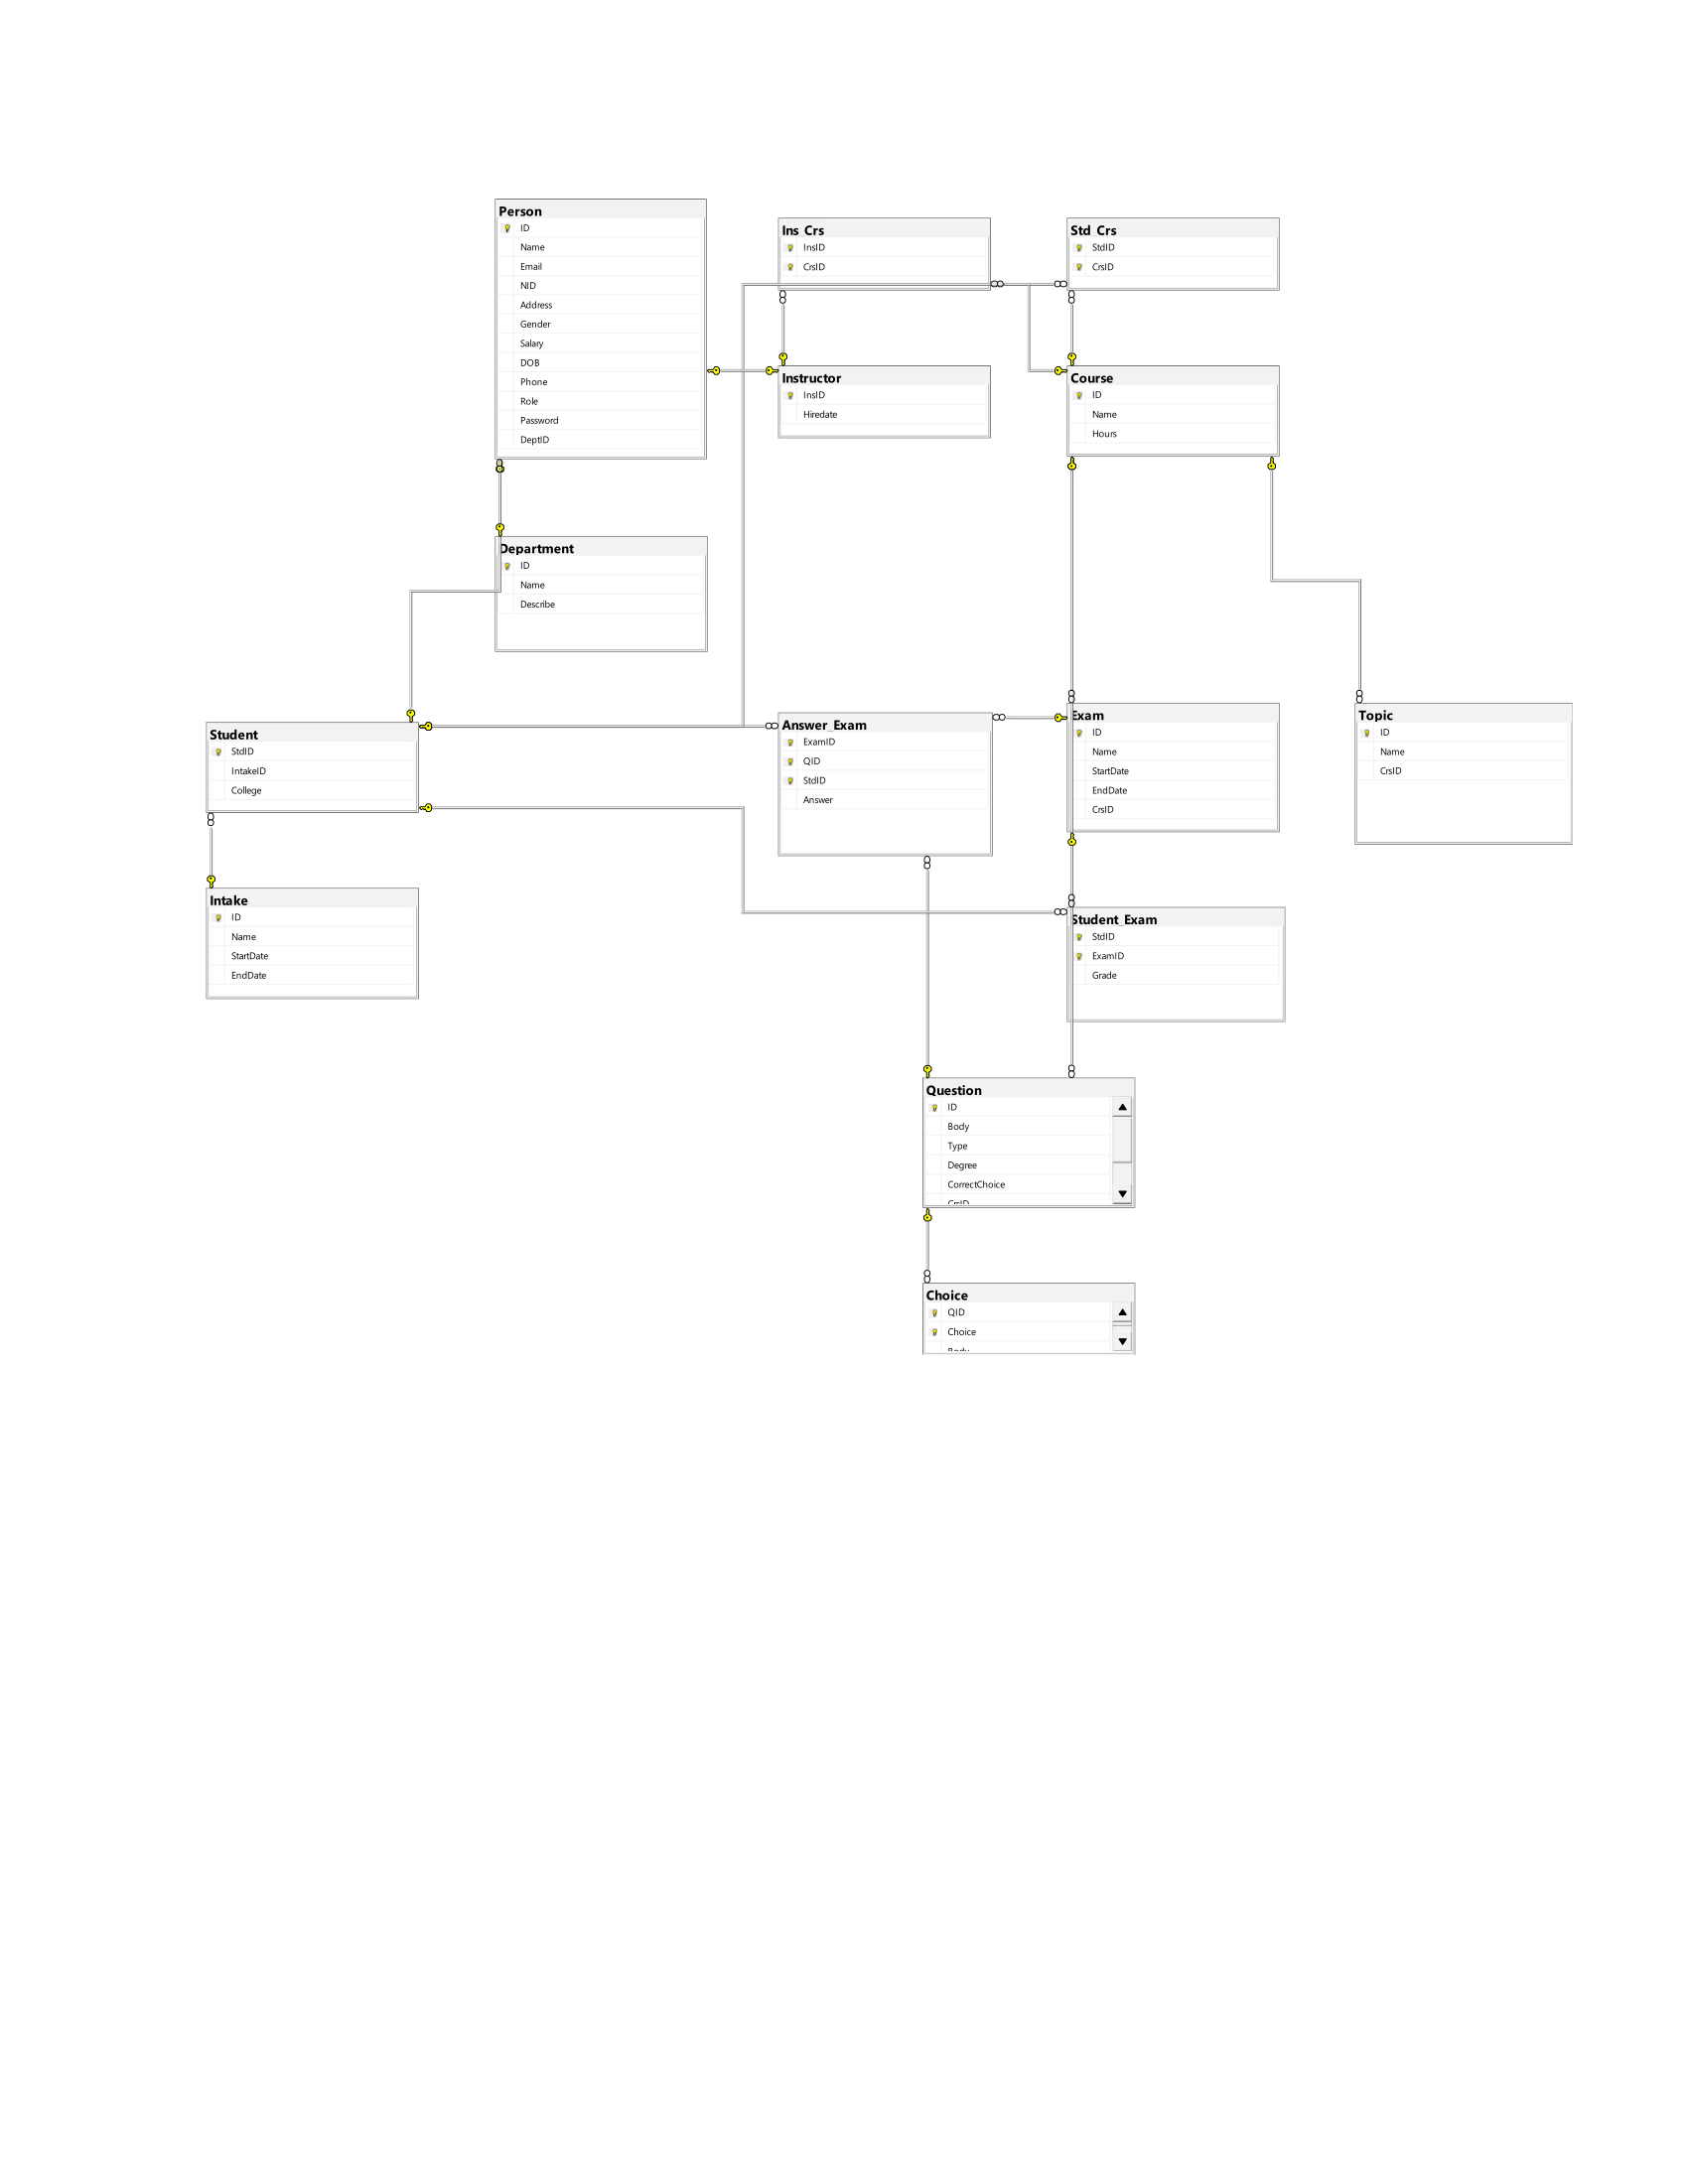 Person
ID
Name
Email
NID
Address
Gender
Salary
DOB
Phone
Role
Password
DeptID
Ins_Crs
InsID
CrsID
Std_Crs
StdID
CrsID
Instructor
InsID
Hiredate
Course
ID
Name
Hours
Department
ID
Name
Describe
Student
StdID
IntakeID
College
Answer_Exam
ExamID
QID
StdID
Answer
Exam
ID
Name
StartDate
EndDate
CrsID
Topic
ID
Name
CrsID
Intake
ID
Name
StartDate
EndDate
Student_Exam
StdID
ExamID
Grade
Question
ID
Body
Type
Degree
CorrectChoice
CrsID
Choice
QID
Choice
Body